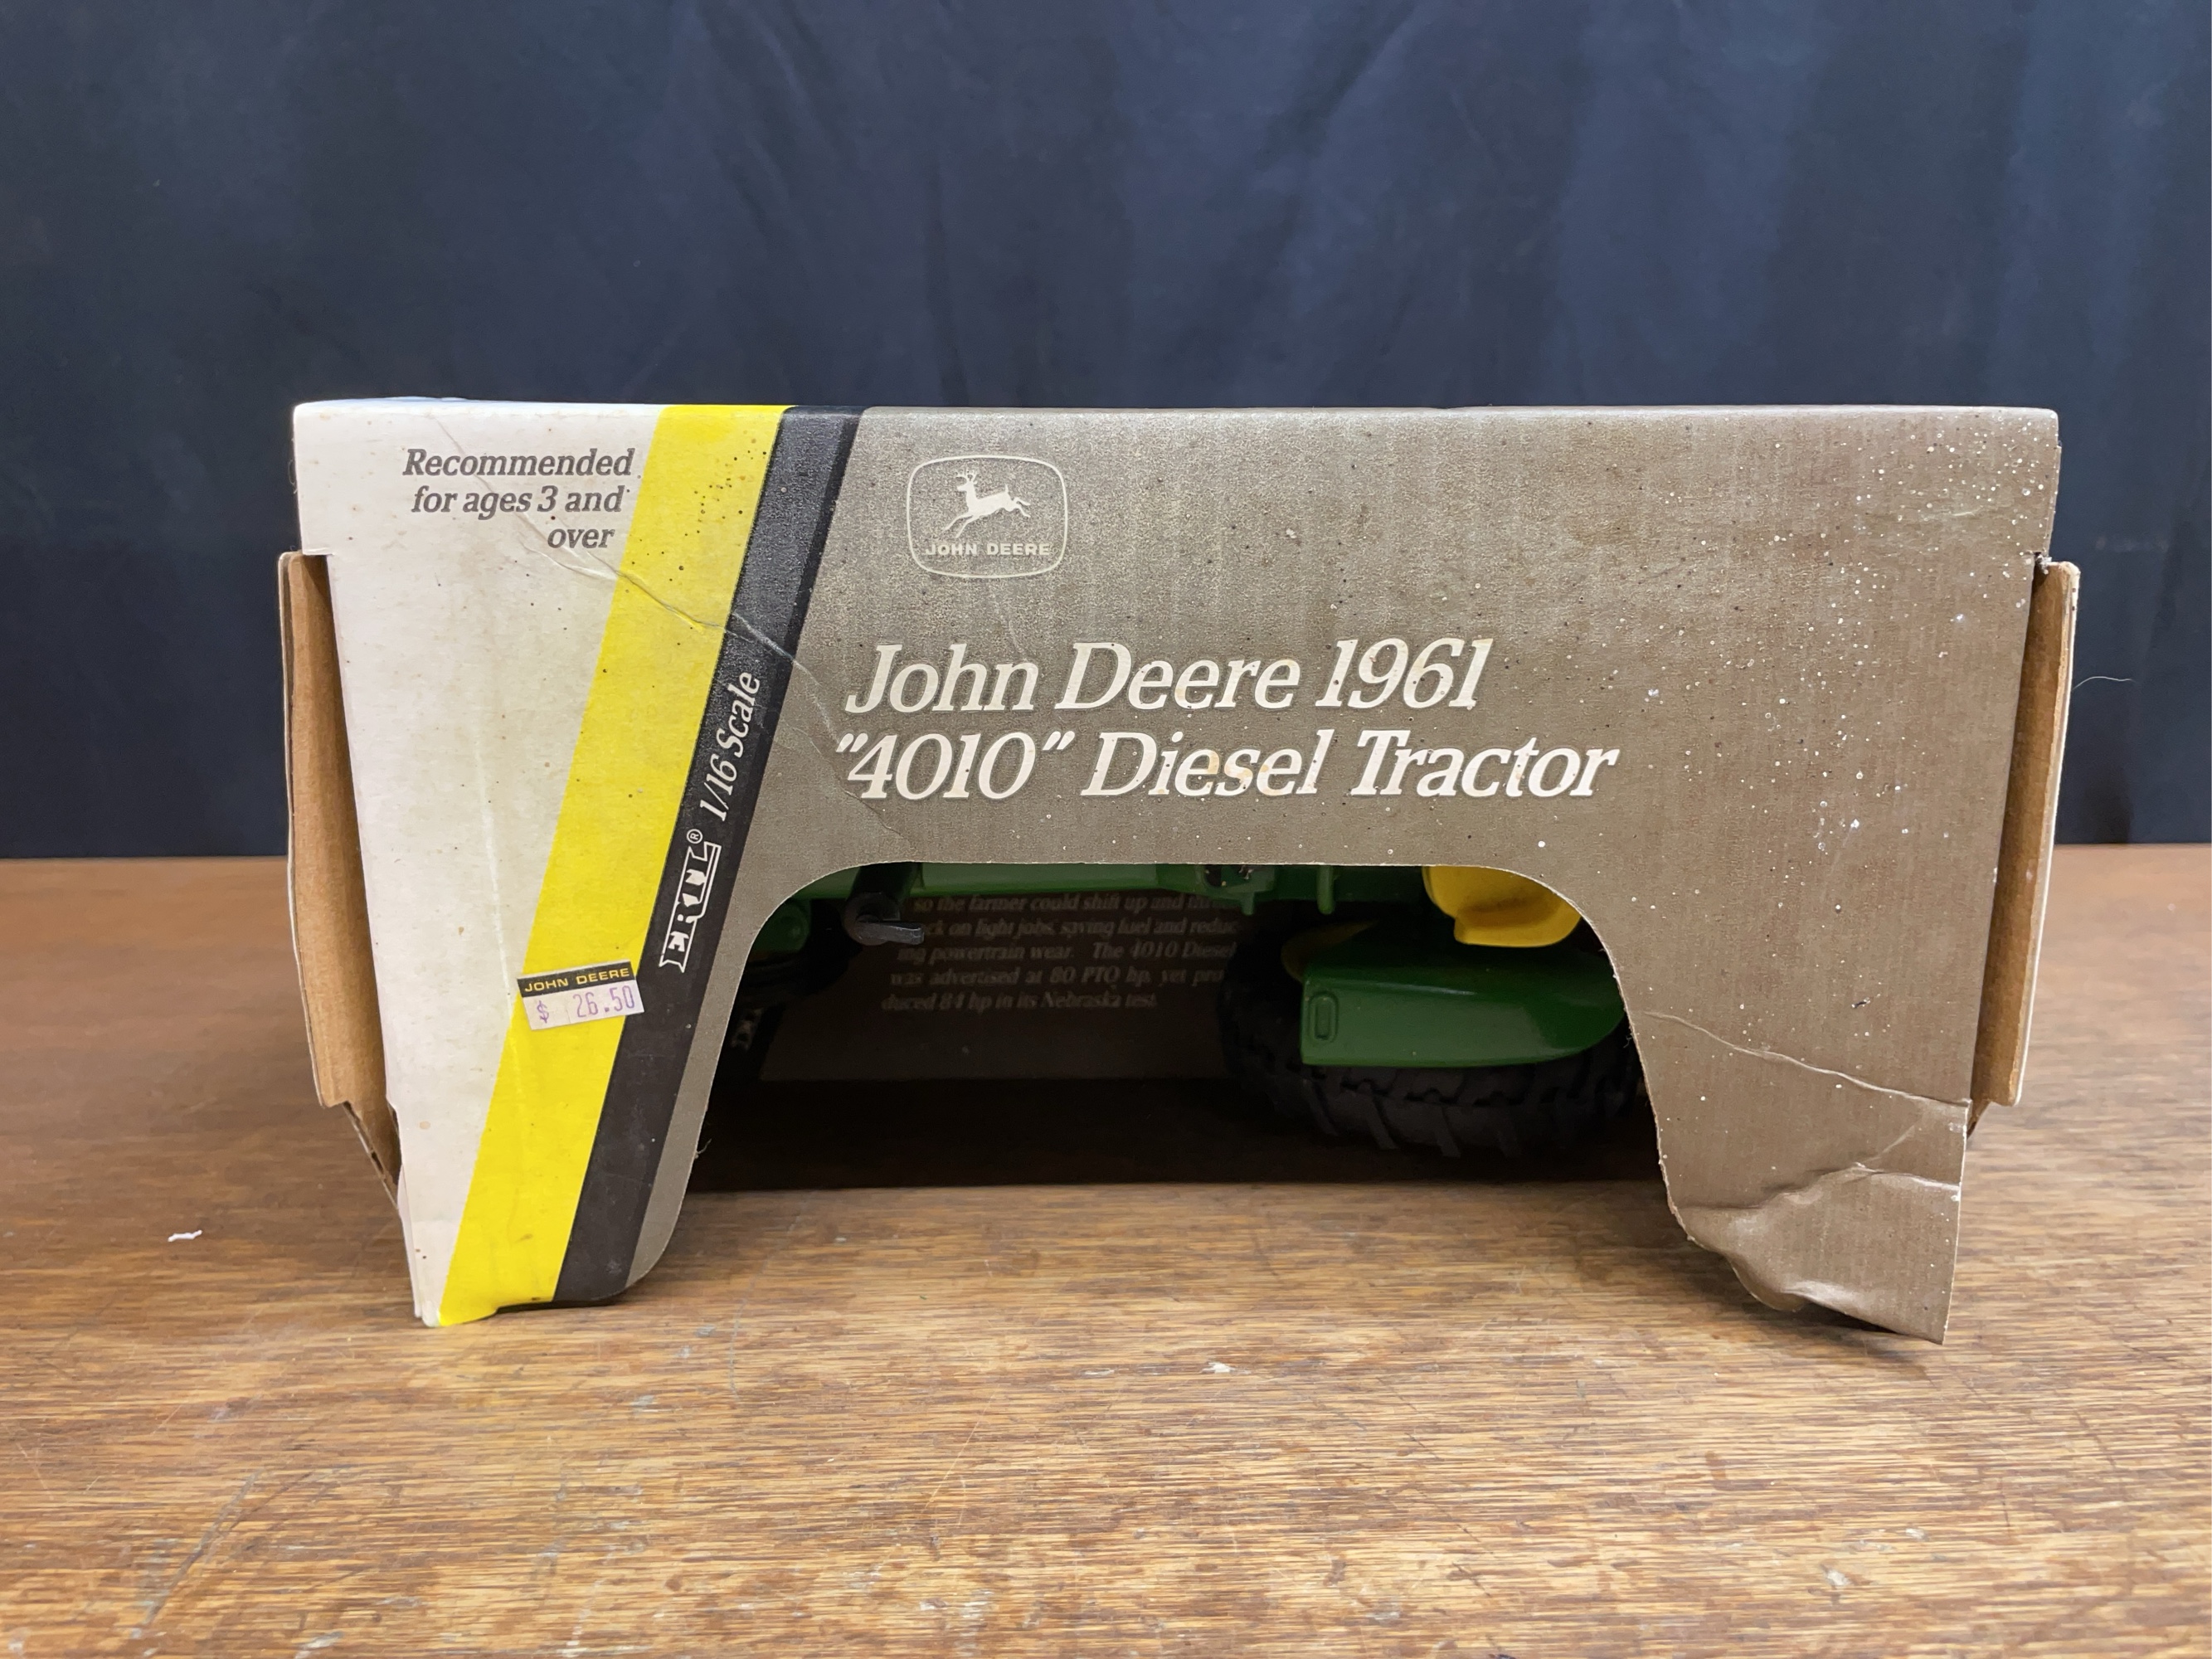 Recommended
for ages 3 and
over
JOHN DEERE
John Deere 1961
"4010" Diesel Tractor
ERTL® 1/16 Scale
JOHN DEERE
$ 26.50
so the farmer could shift up and
on light jobs, saving fuel and reduc-
ing powertrain wear. The 4010 Diesel
was advertised at 80 PTO hp, yet pro-
duced 84 hp in its Nebraska test.